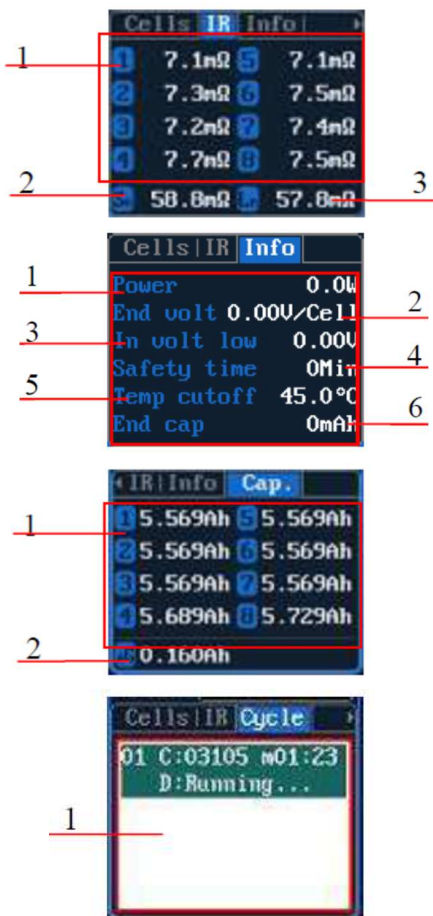 Cells IR Info
1
1 7.1mΩ 5 7.1mΩ
2 7.3mΩ 6 7.5mΩ
3 7.2mΩ 7 7.4mΩ
4 7.7mΩ 8 7.5mΩ
2
58.8mΩ 57.8mΩ
3
Cells|IR Info
1
Power 0.0W
End volt 0.00V/Cell
2
3
In volt low 0.00V
Safety time 0Min
4
5
Temp cutoff 45.0°C
End cap 0mAh
6
IR|Info Cap.
1
1 5.569Ah 5 5.569Ah
2 5.569Ah 6 5.569Ah
3 5.569Ah 7 5.569Ah
4 5.689Ah 8 5.729Ah
2
0.160Ah
Cells|IR Cycle
01 C:03105 m01:23
D:Running...
1